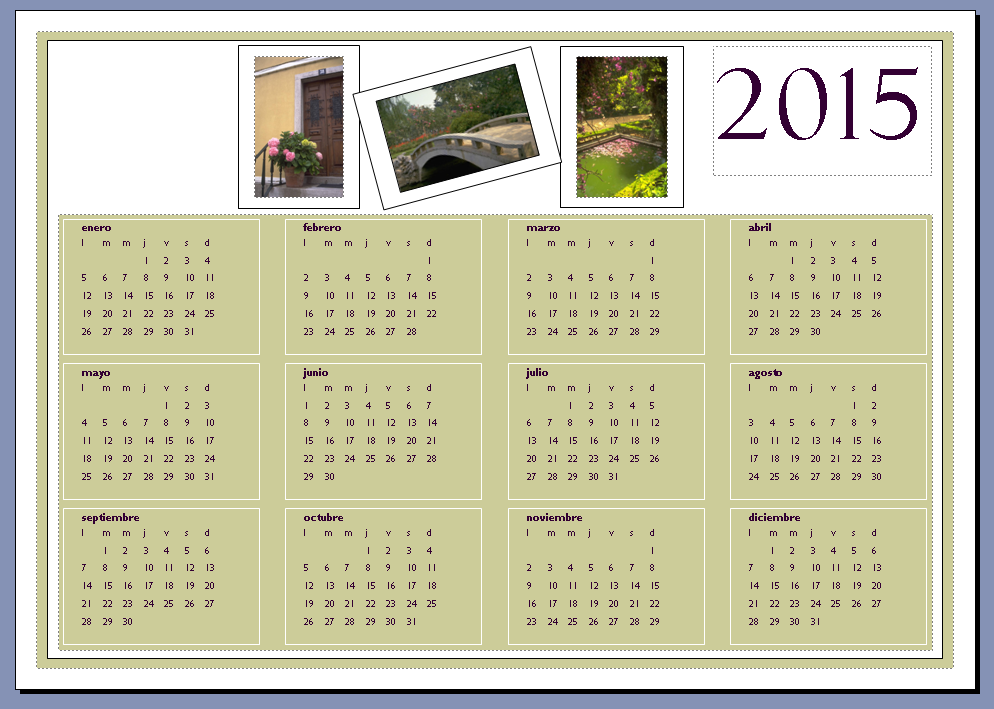 2015
enero
l m m j v s d
1 2 3 4
5 6 7 8 9 10 11
12 13 14 15 16 17 18
19 20 21 22 23 24 25
26 27 28 29 30 31
febrero
l m m j v s d
1
2 3 4 5 6 7 8
9 10 11 12 13 14 15
16 17 18 19 20 21 22
23 24 25 26 27 28
marzo
l m m j v s d
1
2 3 4 5 6 7 8
9 10 11 12 13 14 15
16 17 18 19 20 21 22
23 24 25 26 27 28 29
abril
l m m j v s d
1 2 3 4 5
6 7 8 9 10 11 12
13 14 15 16 17 18 19
20 21 22 23 24 25 26
27 28 29 30
mayo
l m m j v s d
1 2 3
4 5 6 7 8 9 10
11 12 13 14 15 16 17
18 19 20 21 22 23 24
25 26 27 28 29 30 31
junio
l m m j v s d
1 2 3 4 5 6 7
8 9 10 11 12 13 14
15 16 17 18 19 20 21
22 23 24 25 26 27 28
29 30
julio
l m m j v s d
1 2 3 4 5
6 7 8 9 10 11 12
13 14 15 16 17 18 19
20 21 22 23 24 25 26
27 28 29 30 31
agosto
l m m j v s d
1 2
3 4 5 6 7 8 9
10 11 12 13 14 15 16
17 18 19 20 21 22 23
24 25 26 27 28 29 30
septiembre
l m m j v s d
1 2 3 4 5 6
7 8 9 10 11 12 13
14 15 16 17 18 19 20
21 22 23 24 25 26 27
28 29 30
octubre
l m m j v s d
1 2 3 4
5 6 7 8 9 10 11
12 13 14 15 16 17 18
19 20 21 22 23 24 25
26 27 28 29 30 31
noviembre
l m m j v s d
1
2 3 4 5 6 7 8
9 10 11 12 13 14 15
16 17 18 19 20 21 22
23 24 25 26 27 28 29
diciembre
l m m j v s d
1 2 3 4 5 6
7 8 9 10 11 12 13
14 15 16 17 18 19 20
21 22 23 24 25 26 27
28 29 30 31